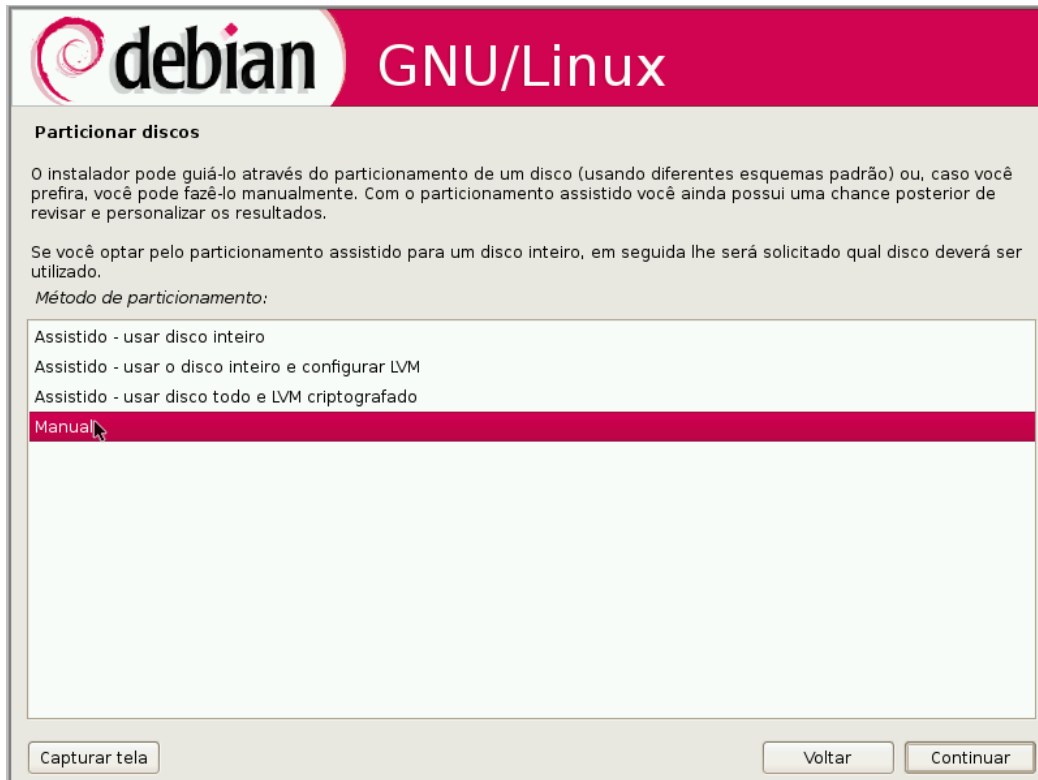 debian GNU/Linux
Particionar discos
O instalador pode guiá-lo através do particionamento de um disco (usando diferentes esquemas padrão) ou, caso você
prefira, você pode fazê-lo manualmente. Com o particionamento assistido você ainda possui uma chance posterior de
revisar e personalizar os resultados.
Se você optar pelo particionamento assistido para um disco inteiro, em seguida lhe será solicitado qual disco deverá ser
utilizado.
Método de particionamento:
Assistido - usar disco inteiro
Assistido - usar o disco inteiro e configurar LVM
Assistido - usar disco todo e LVM criptografado
Manual
Capturar tela Voltar Continuar